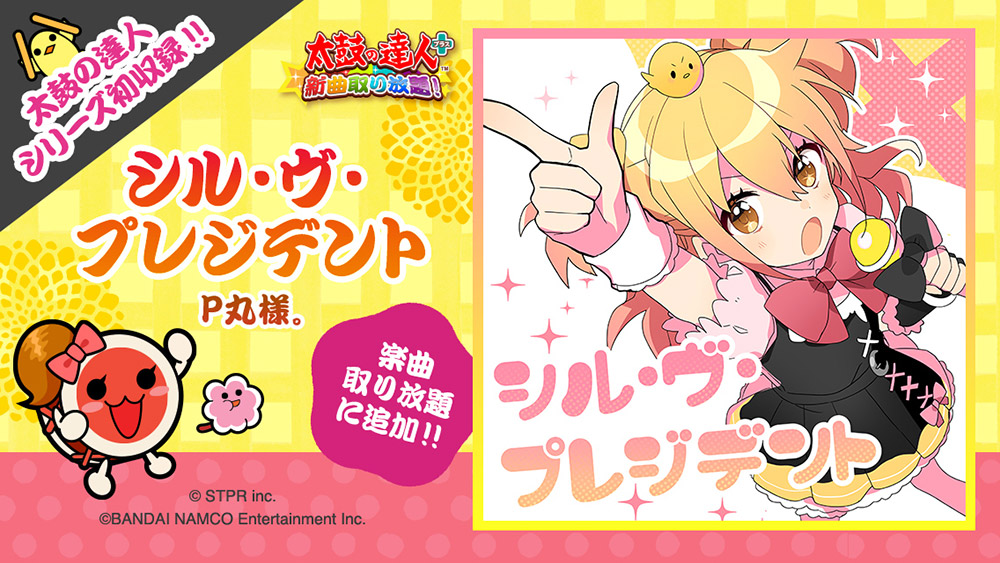 太鼓の達人
シリーズ初収録!!
太鼓の達人
プラス
新曲取り放題!
シル・ヴ・
プレジデント
P丸様。
楽曲
取り放題
に追加!!
シル・ヴ・
プレジデント
© STPR inc.
©BANDAI NAMCO Entertainment Inc.